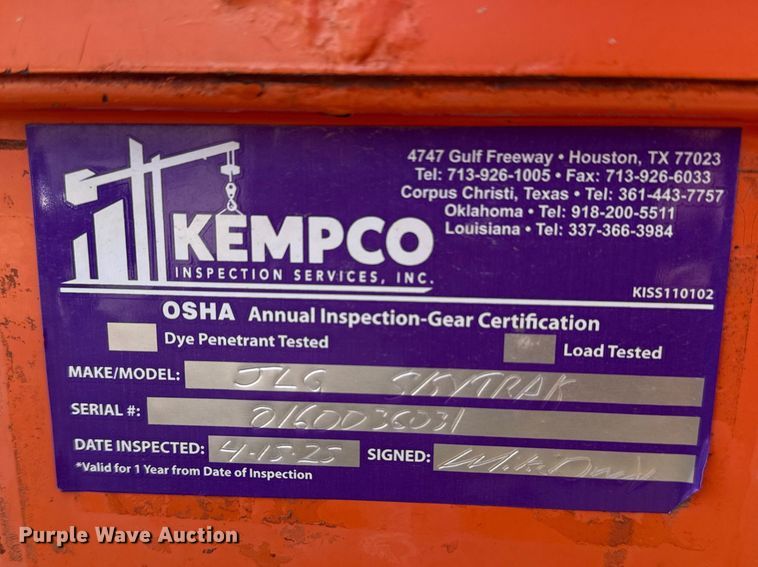 4747 Gulf Freeway • Houston, TX 77023
Tel: 713-926-1005 • Fax: 713-926-6033
Corpus Christi, Texas • Tel: 361-443-7757
Oklahoma • Tel: 918-200-5511
Louisiana • Tel: 337-366-3984
KEMPCO
INSPECTION SERVICES, INC.
KISS110102
OSHA Annual Inspection-Gear Certification
Dye Penetrant Tested
Load Tested
MAKE/MODEL: JLG SKYTRAK
SERIAL #: 0160036031
DATE INSPECTED: 4-15-25 SIGNED:
*Valid for 1 Year from Date of Inspection
Purple Wave Auction